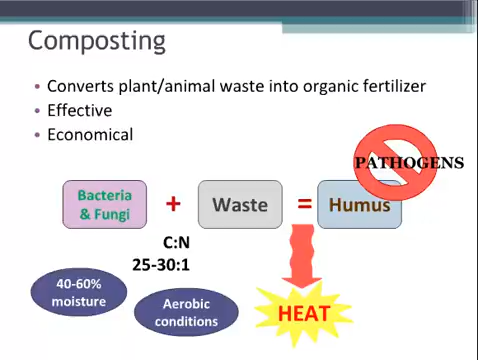 Composting
• Converts plant/animal waste into organic fertilizer
• Effective
• Economical
PATHOGENS
Bacteria
& Fungi
+
Waste
=
Humus
C:N
25-30:1
40-60%
moisture
Aerobic
conditions
HEAT